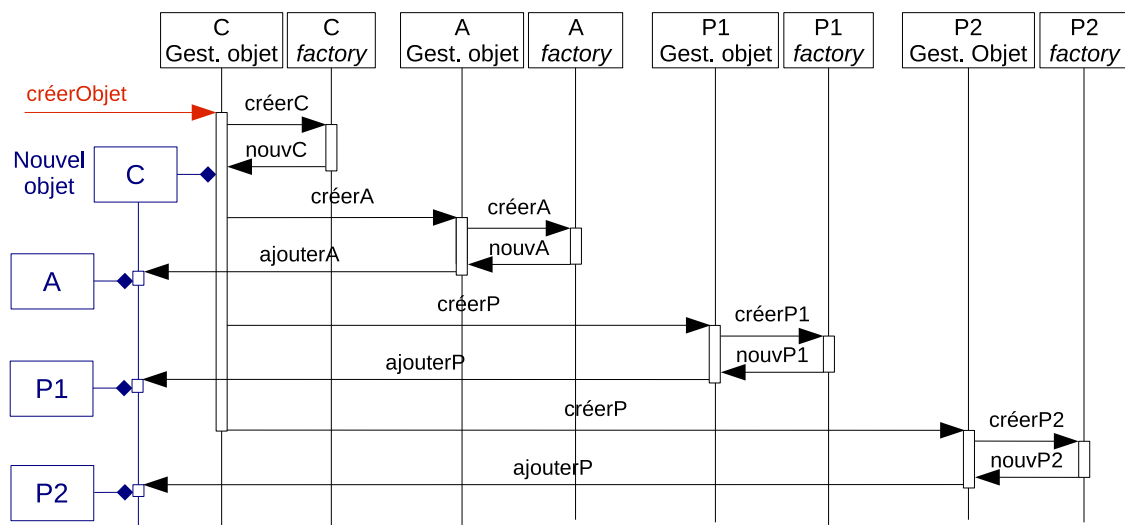 C
Gest. objet
C
factory
A
Gest. objet
A
factory
P1
Gest. objet
P1
factory
P2
Gest. Objet
P2
factory
créerObjet
créerC
nouvC
Nouvel
objet
C
créerA
créerA
nouvA
ajouterA
A
créerP
créerP1
nouvP1
ajouterP
P1
créerP
créerP2
nouvP2
ajouterP
P2